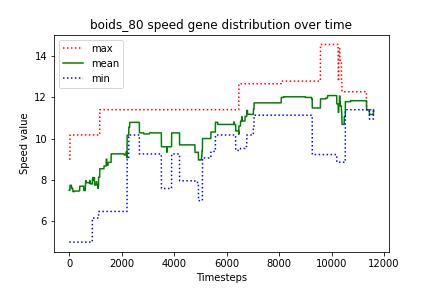 boids_80 speed gene distribution over time
max
mean
min
Speed value
14
12
10
8
6
0 2000 4000 6000 8000 10000 12000
Timesteps